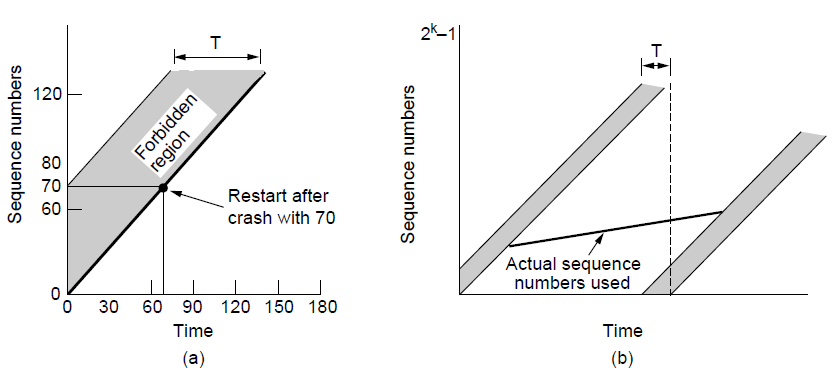 T
Sequence numbers
120
80
70
60
0
Forbidden
region
Restart after
crash with 70
0 30 60 90 120 150 180
Time
(a)
2k–1
T
Sequence numbers
Actual sequence
numbers used
Time
(b)